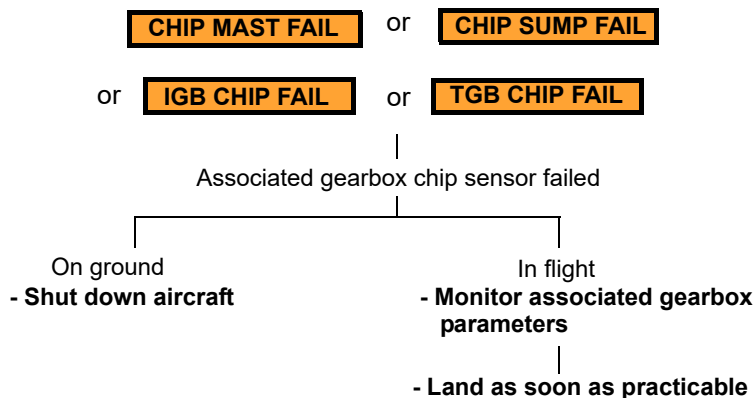 CHIP MAST FAIL or CHIP SUMP FAIL
or IGB CHIP FAIL or TGB CHIP FAIL
Associated gearbox chip sensor failed
On ground
- Shut down aircraft
In flight
- Monitor associated gearbox
parameters
- Land as soon as practicable